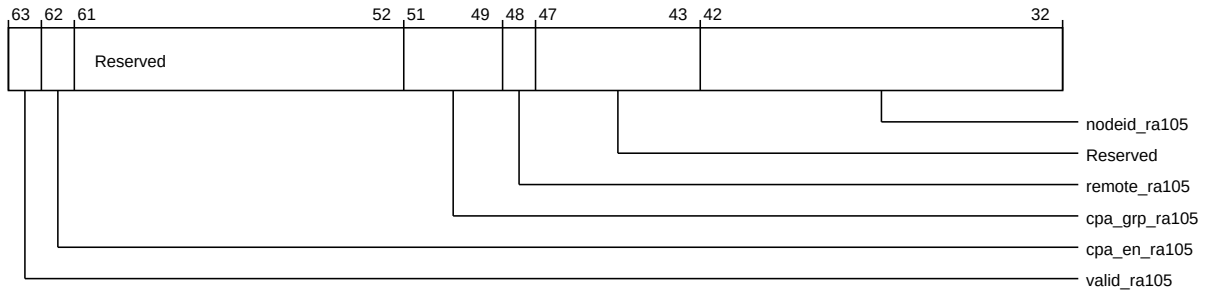 63 62 61 52 51 49 48 47 43 42 32
Reserved
nodeid_ra105
Reserved
remote_ra105
cpa_grp_ra105
cpa_en_ra105
valid_ra105